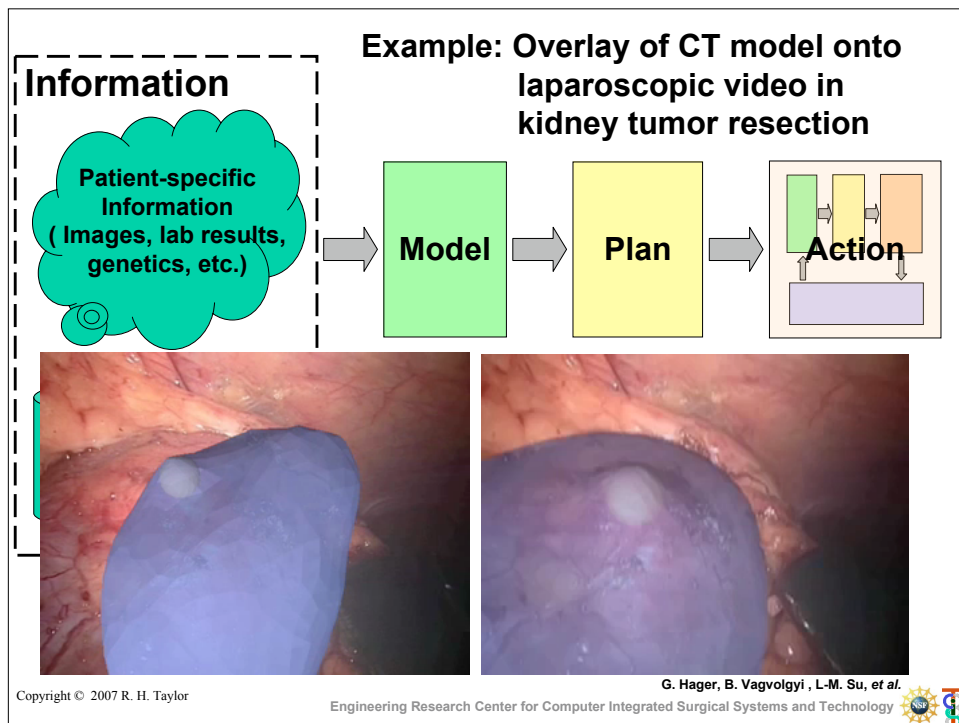 Example: Overlay of CT model onto
laparoscopic video in
kidney tumor resection
Information
Patient-specific
Information
( Images, lab results,
genetics, etc.)
Model
Plan
Action
G. Hager, B. Vagvolgyi , L-M. Su, et al.
Copyright © 2007 R. H. Taylor
Engineering Research Center for Computer Integrated Surgical Systems and Technology
NSF